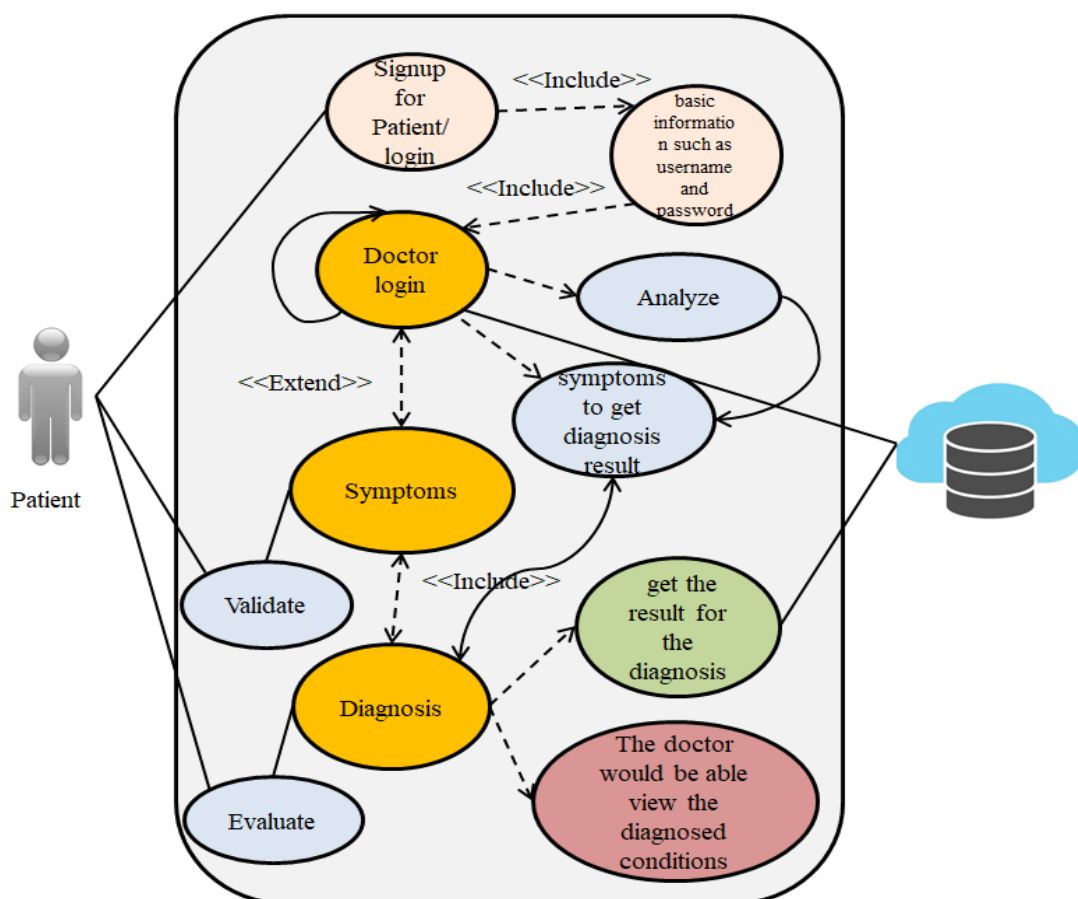 Signup
for
Patient/
login
<<Include>>
basic
informatio
n such as
username
and
password
<<Include>>
Doctor
login
Analyze
<<Extend>>
symptoms
to get
diagnosis
result
Symptoms
Patient
<<Include>>
Validate
get the
result for
the
diagnosis
Diagnosis
The doctor
would be able
view the
diagnosed
conditions
Evaluate